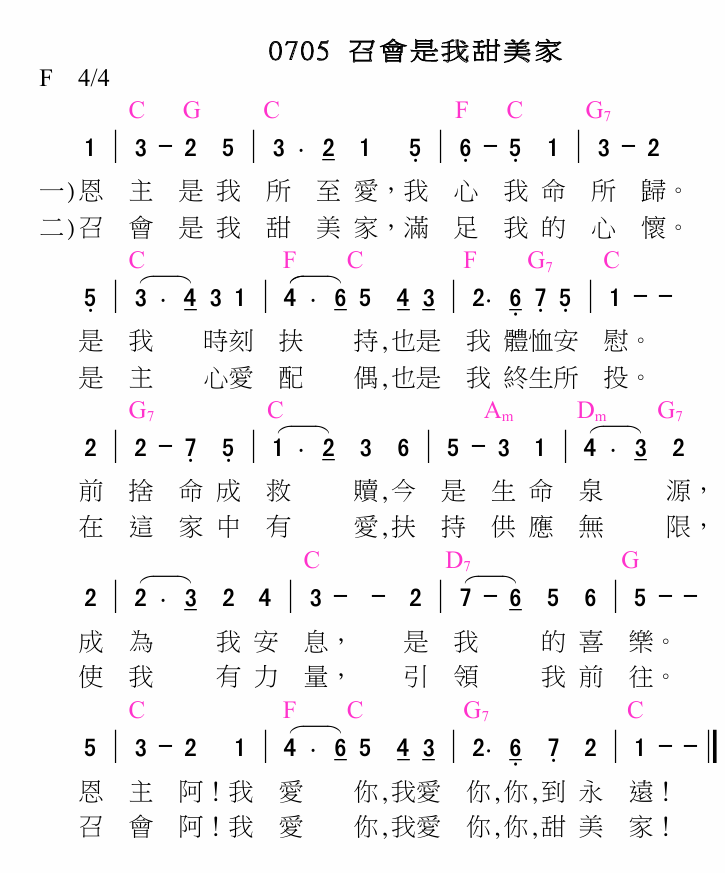 0705 召會是我甜美家
F 4/4
C G C F C G7
1 | 3 - 2 5 | 3 . 2 1 5 | 6 - 5 1 | 3 - 2
一)恩 主 是 我 所 至 愛,我 心 我 命 所 歸。
二)召 會 是 我 甜 美 家,滿 足 我 的 心 懷。
C F C F G7 C
5 | 3 . 4 3 1 | 4 . 6 5 4 3 | 2. 6 7 5 | 1 - -
是 我 時刻 扶 持,也是 我 體恤安 慰。
是 主 心愛 配 偶,也是 我 終生所 投。
G7 C Am Dm G7
2 | 2 - 7 5 | 1 . 2 3 6 | 5 - 3 1 | 4 . 3 2
前 捨 命 成 救 贖,今 是 生 命 泉 源,
在 這 家 中 有 愛,扶 持 供 應 無 限,
C D7 G
2 | 2 . 3 2 4 | 3 - - 2 | 7 - 6 5 6 | 5 - -
成 為 我 安 息, 是 我 的 喜 樂。
使 我 有 力 量, 引 領 我 前 往。
C F C G7 C
5 | 3 - 2 1 | 4 . 6 5 4 3 | 2. 6 7 2 | 1 - - ||
恩 主 阿!我 愛 你,我愛 你,你,到 永 遠!
召 會 阿!我 愛 你,我愛 你,你,甜 美 家!